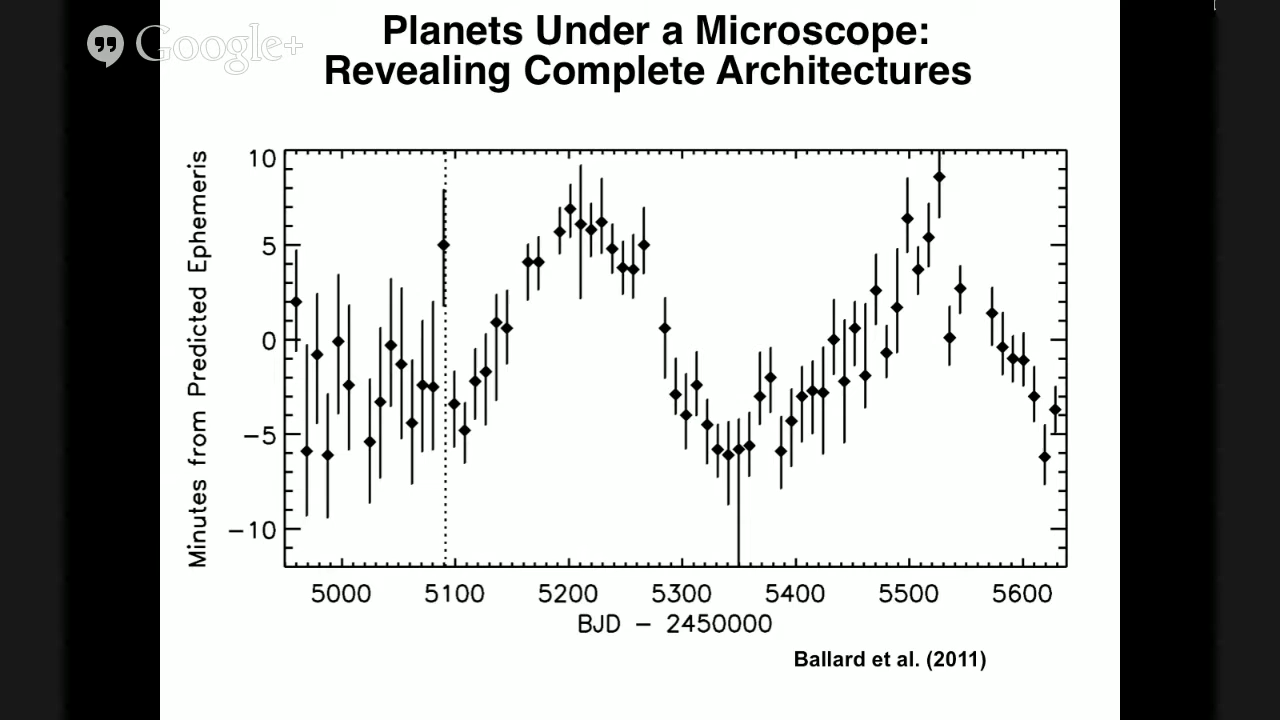 Google+
Planets Under a Microscope:
Revealing Complete Architectures
Minutes from Predicted Ephemeris
10
5
0
−5
−10
5000 5100 5200 5300 5400 5500 5600
BJD − 2450000
Ballard et al. (2011)